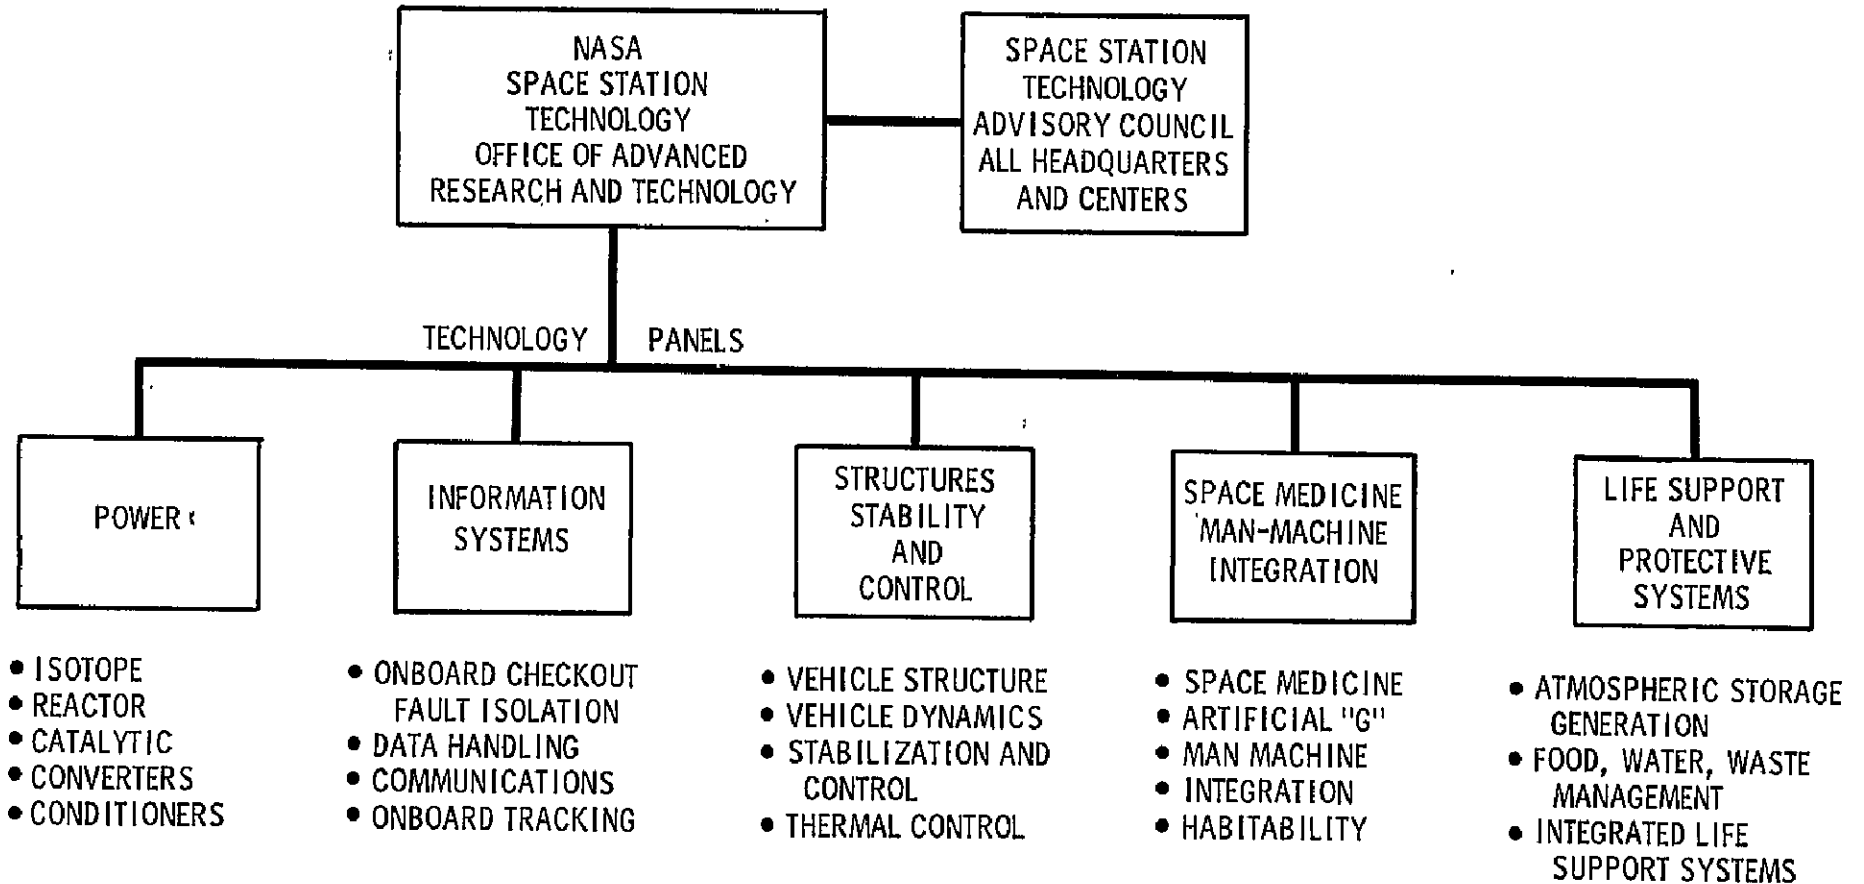 NASA
SPACE STATION
TECHNOLOGY
OFFICE OF ADVANCED
RESEARCH AND TECHNOLOGY
SPACE STATION
TECHNOLOGY
ADVISORY COUNCIL
ALL HEADQUARTERS
AND CENTERS
TECHNOLOGY PANELS
POWER
INFORMATION
SYSTEMS
STRUCTURES
STABILITY
AND
CONTROL
SPACE MEDICINE
MAN-MACHINE
INTEGRATION
LIFE SUPPORT
AND
PROTECTIVE
SYSTEMS
• ISOTOPE
• REACTOR
• CATALYTIC
• CONVERTERS
• CONDITIONERS
• ONBOARD CHECKOUT
FAULT ISOLATION
• DATA HANDLING
• COMMUNICATIONS
• ONBOARD TRACKING
• VEHICLE STRUCTURE
• VEHICLE DYNAMICS
• STABILIZATION AND
CONTROL
• THERMAL CONTROL
• SPACE MEDICINE
• ARTIFICIAL "G"
• MAN MACHINE
• INTEGRATION
• HABITABILITY
• ATMOSPHERIC STORAGE
GENERATION
• FOOD, WATER, WASTE
MANAGEMENT
• INTEGRATED LIFE
SUPPORT SYSTEMS